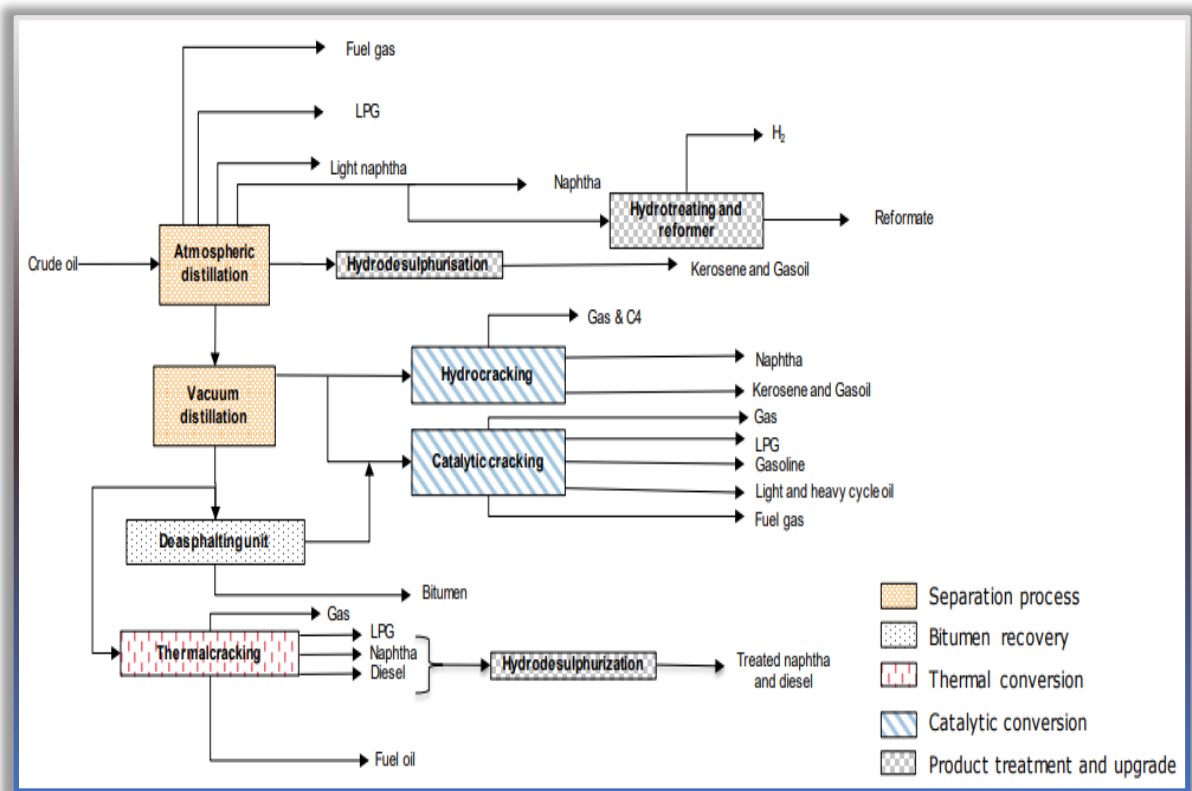 Fuel gas
LPG
H₂
Light naphtha
Naphtha
Hydrotreating and
reformer
Reformate
Crude oil
Atmospheric
distillation
Hydrodesulphurisation
Kerosene and Gasoil
Gas & C4
Hydrocracking
Naphtha
Kerosene and Gasoil
Vacuum
distillation
Gas
LPG
Catalytic cracking
Gasoline
Light and heavy cycle oil
Fuel gas
Deasphalting unit
Bitumen
Gas
LPG
Thermal cracking
Naphtha
Diesel
Hydrodesulphurization
Treated naphtha
and diesel
Fuel oil
Separation process
Bitumen recovery
Thermal conversion
Catalytic conversion
Product treatment and upgrade